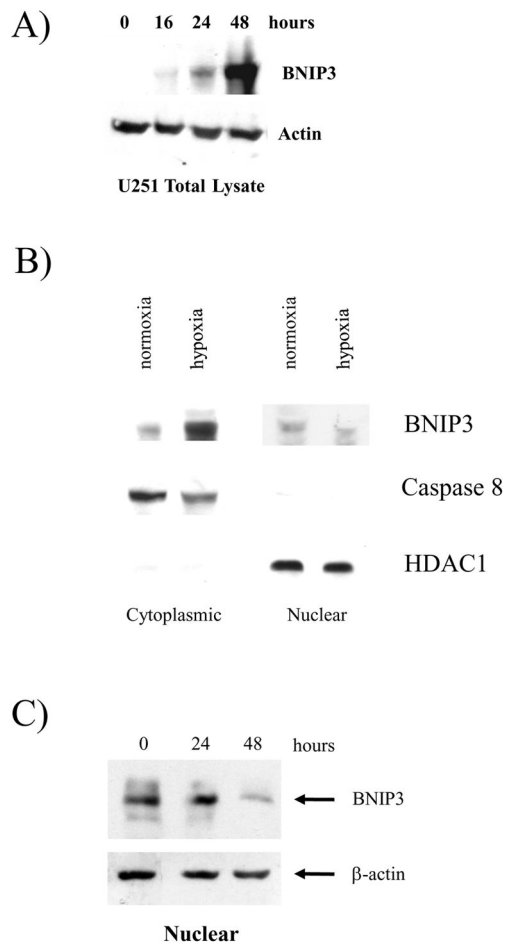 A)
0 16 24 48 hours
BNIP3
Actin
U251 Total Lysate
B)
normoxia hypoxia normoxia hypoxia
BNIP3
Caspase 8
HDAC1
Cytoplasmic Nuclear
C)
0 24 48 hours
BNIP3
β-actin
Nuclear